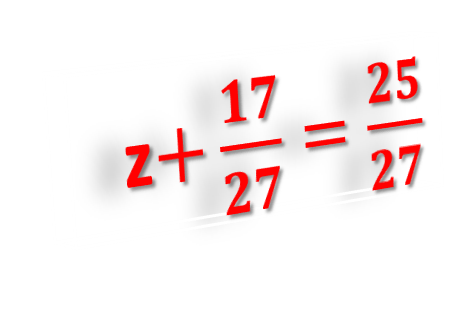 z + 17/27 = 25/27